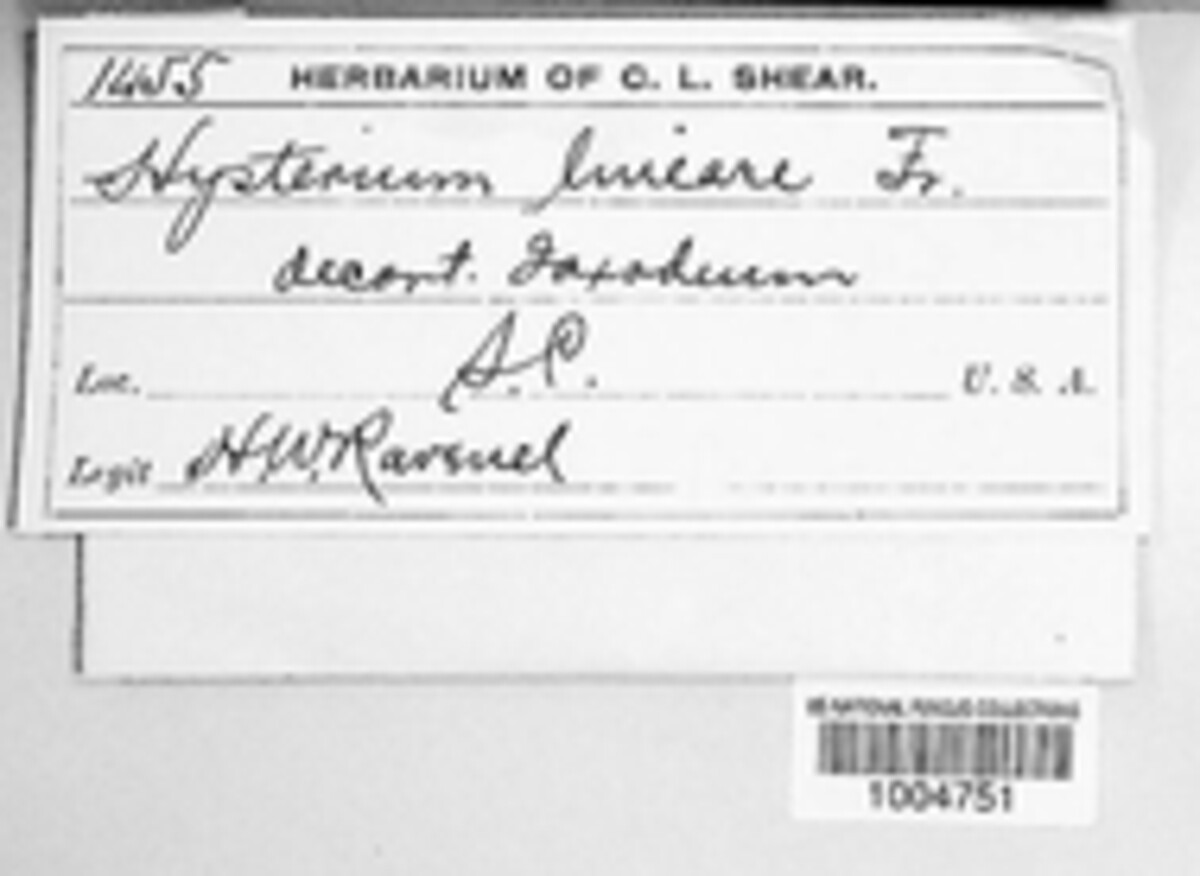 1455 HERBARIUM OF C. L. SHEAR.
Hysterium lineare Fr.
decort. Taxodium
Loc. S.C. U. S. A.
Legit H.W. Ravenel
US NATIONAL FUNGUS COLLECTIONS
1004751